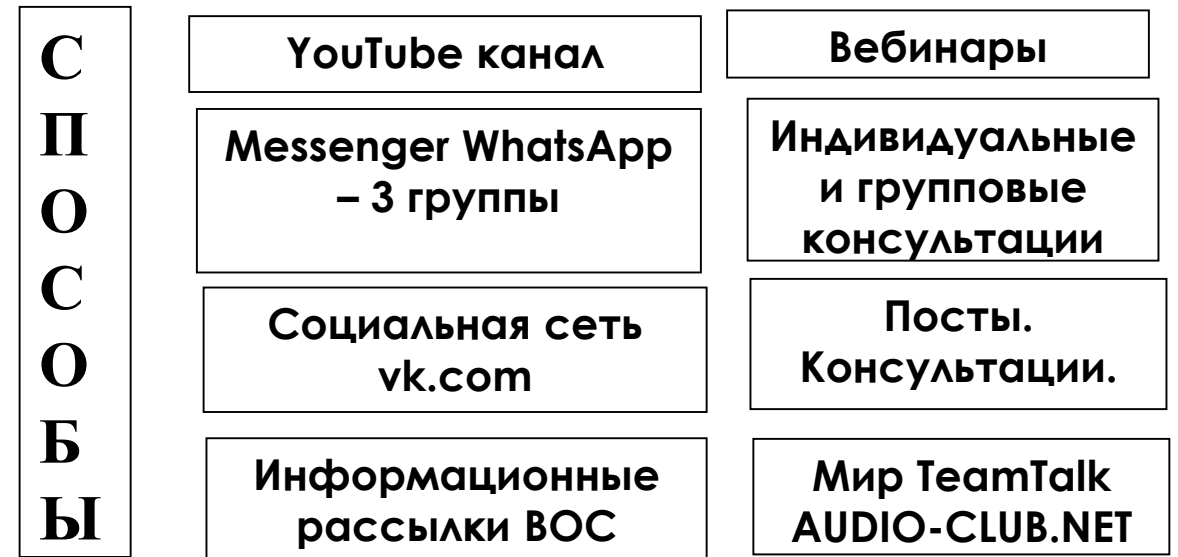 СПОСОБЫ
YouTube канал
Вебинары
Messenger WhatsApp
– 3 группы
Индивидуальные
и групповые
консультации
Социальная сеть
vk.com
Посты.
Консультации.
Информационные
рассылки ВОС
Мир TeamTalk
AUDIO-CLUB.NET